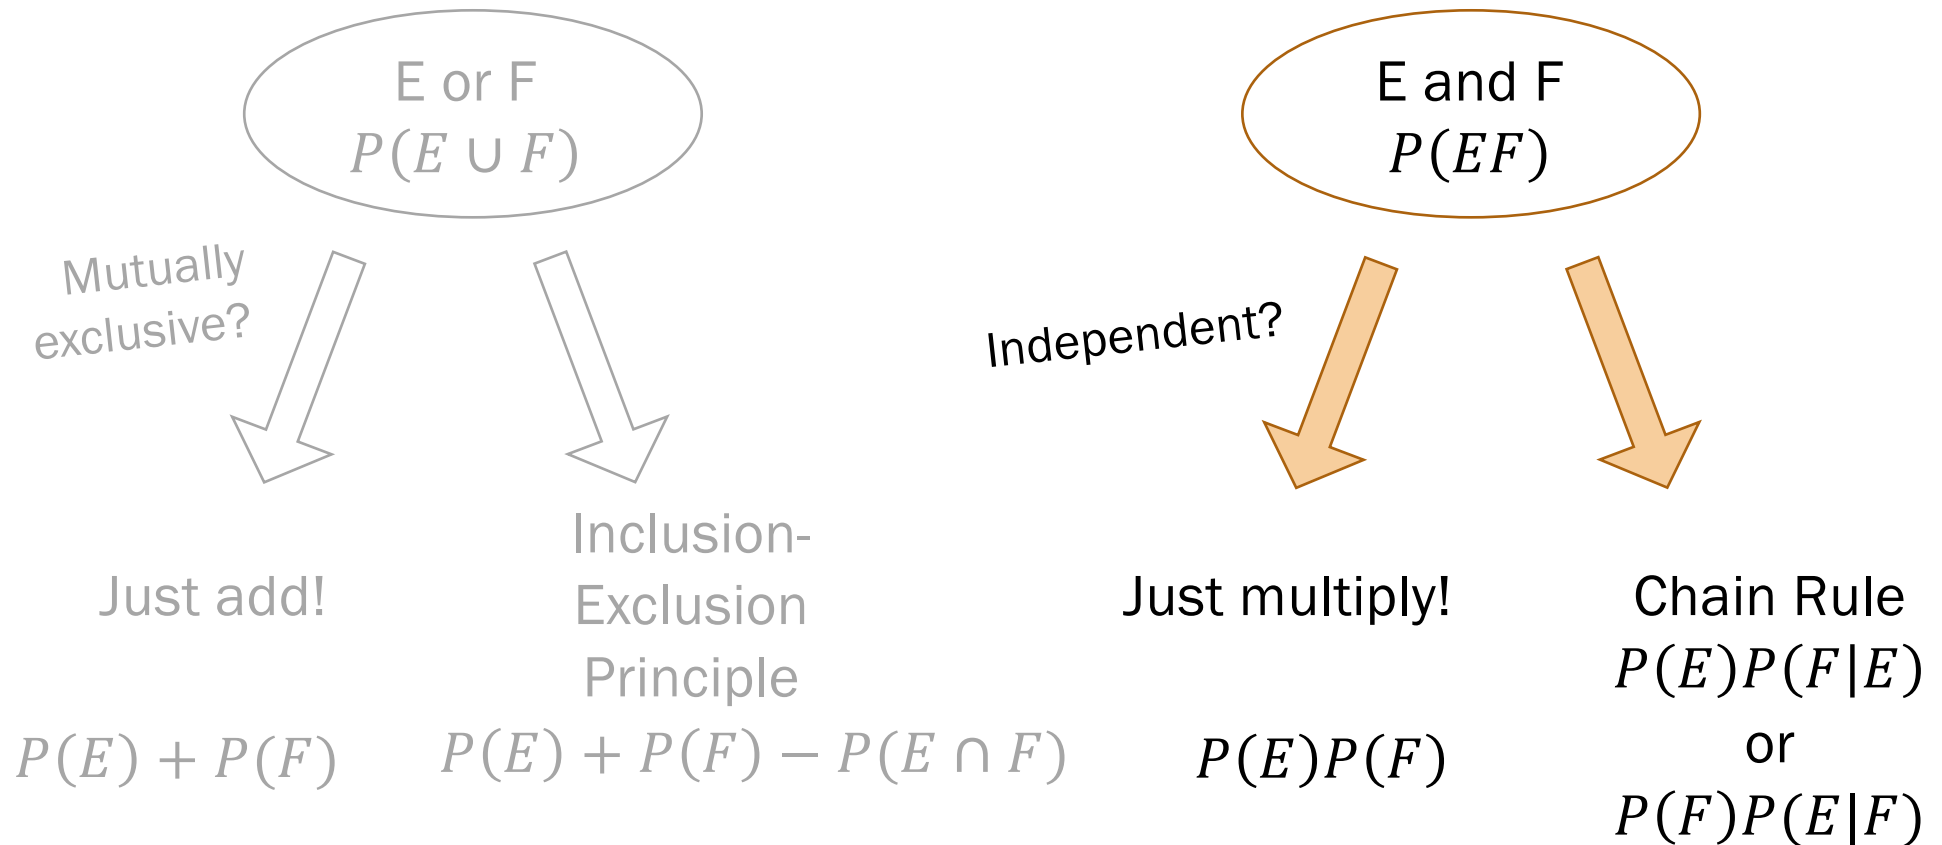 E or F
P(E ∪ F)
Mutually
exclusive?
Just add!
P(E) + P(F)
Inclusion-
Exclusion
Principle
P(E) + P(F) − P(E ∩ F)
E and F
P(EF)
Independent?
Just multiply!
P(E)P(F)
Chain Rule
P(E)P(F|E)
or
P(F)P(E|F)